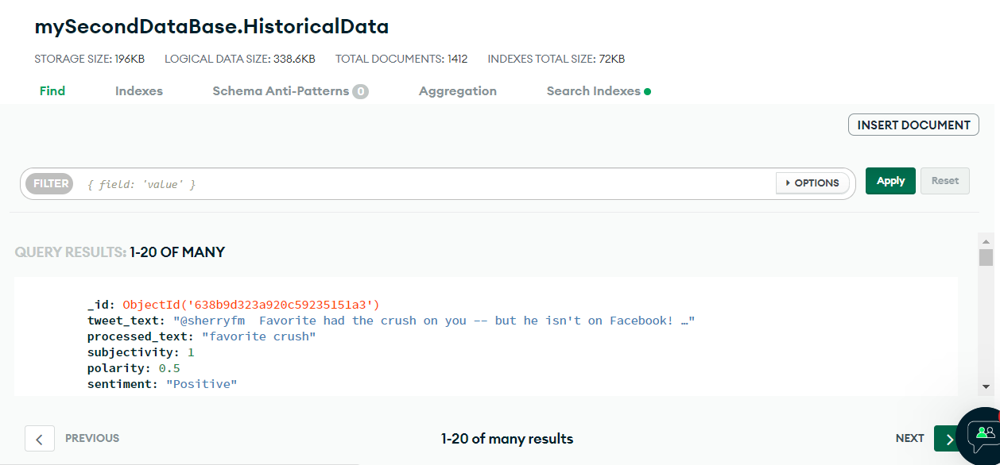 mySecondDataBase.HistoricalData
STORAGE SIZE: 196KB LOGICAL DATA SIZE: 338.6KB TOTAL DOCUMENTS: 1412 INDEXES TOTAL SIZE: 72KB
Find Indexes Schema Anti-Patterns 0 Aggregation Search Indexes
INSERT DOCUMENT
FILTER { field: 'value' } OPTIONS Apply Reset
QUERY RESULTS: 1-20 OF MANY
_id: ObjectId('638b9d323a920c59235151a3')
tweet_text: "@sherryfm  Favorite had the crush on you -- but he isn't on Facebook! …"
processed_text: "favorite crush"
subjectivity: 1
polarity: 0.5
sentiment: "Positive"
PREVIOUS 1-20 of many results NEXT